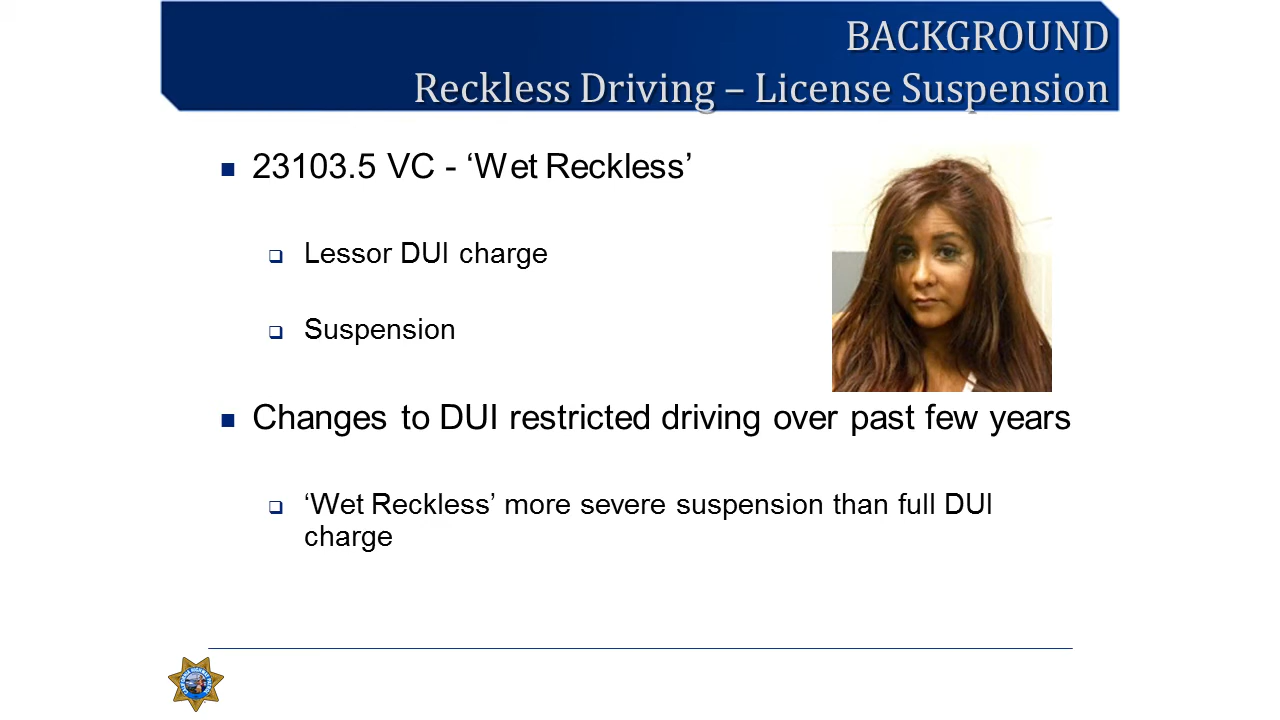 BACKGROUND
Reckless Driving – License Suspension
23103.5 VC - ‘Wet Reckless’
Lessor DUI charge
Suspension
Changes to DUI restricted driving over past few years
‘Wet Reckless’ more severe suspension than full DUI
charge